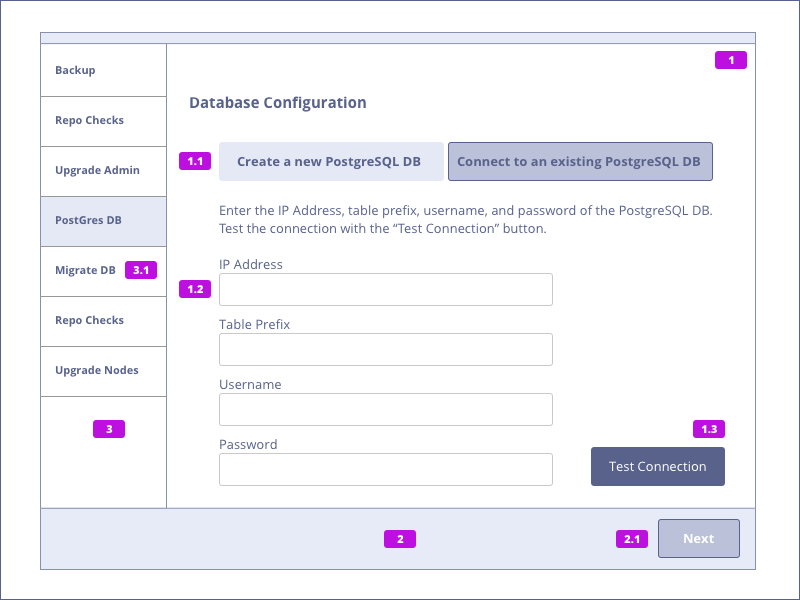 Backup
Repo Checks
Upgrade Admin
PostGres DB
Migrate DB 3.1
Repo Checks
Upgrade Nodes
3
1
Database Configuration
1.1 Create a new PostgreSQL DB Connect to an existing PostgreSQL DB
Enter the IP Address, table prefix, username, and password of the PostgreSQL DB.
Test the connection with the “Test Connection” button.
IP Address
1.2
Table Prefix
Username
Password
1.3
Test Connection
2 2.1 Next